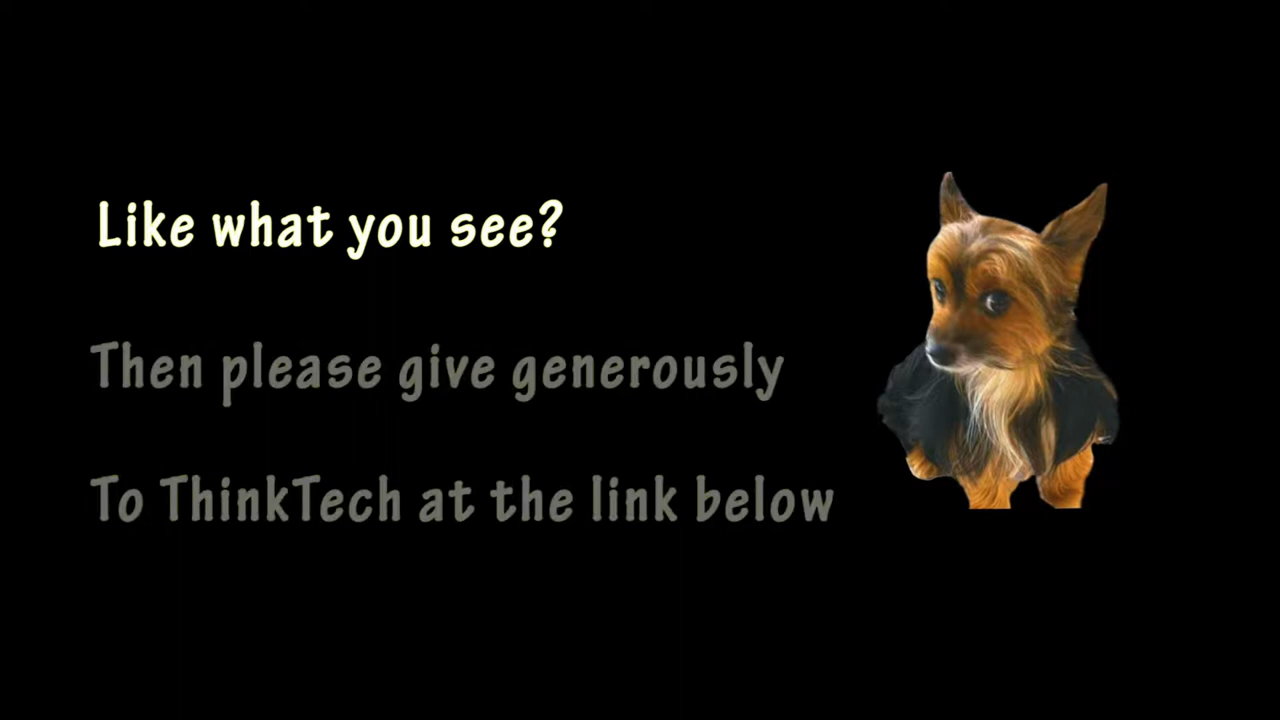 Like what you see?
Then please give generously
To ThinkTech at the link below